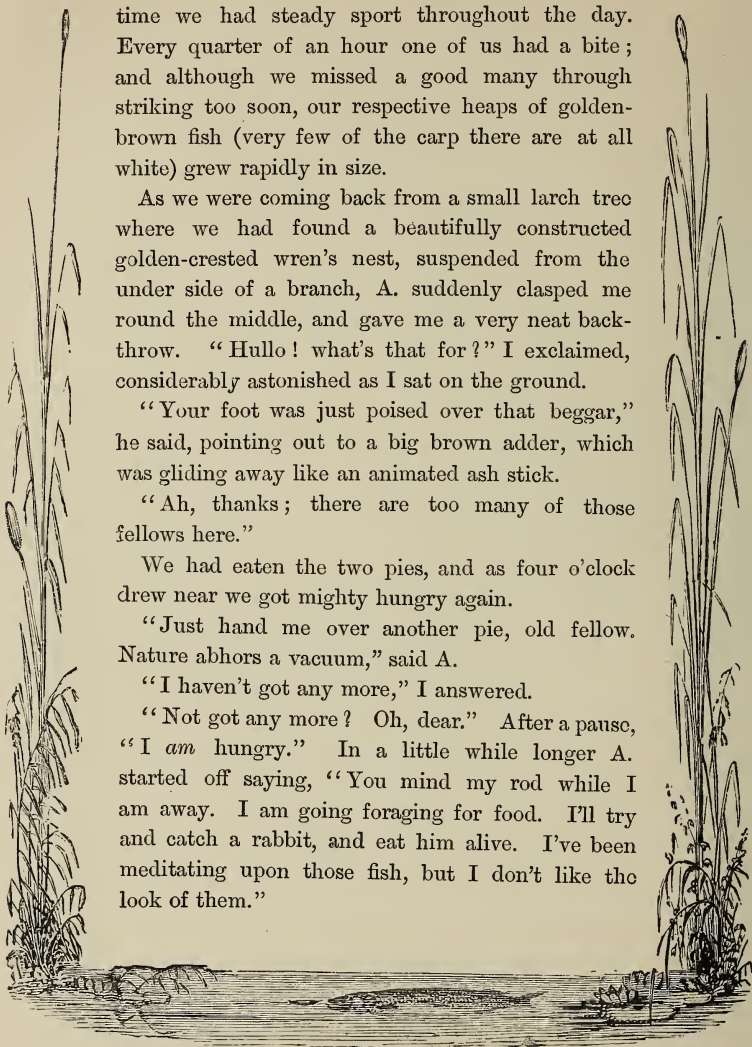 time we had steady sport throughout the day.
Every quarter of an hour one of us had a bite;
and although we missed a good many through
striking too soon, our respective heaps of golden-
brown fish (very few of the carp there are at all
white) grew rapidly in size.
As we were coming back from a small larch tree
where we had found a beautifully constructed
golden-crested wren's nest, suspended from the
under side of a branch, A. suddenly clasped me
round the middle, and gave me a very neat back-
throw. "Hullo! what's that for?" I exclaimed,
considerably astonished as I sat on the ground.
"Your foot was just poised over that beggar,"
he said, pointing out to a big brown adder, which
was gliding away like an animated ash stick.
"Ah, thanks; there are too many of those
fellows here."
We had eaten the two pies, and as four o'clock
drew near we got mighty hungry again.
"Just hand me over another pie, old fellow.
Nature abhors a vacuum," said A.
"I haven't got any more," I answered.
"Not got any more? Oh, dear." After a pause,
"I am hungry." In a little while longer A.
started off saying, "You mind my rod while I
am away. I am going foraging for food. I'll try
and catch a rabbit, and eat him alive. I've been
meditating upon those fish, but I don't like the
look of them."